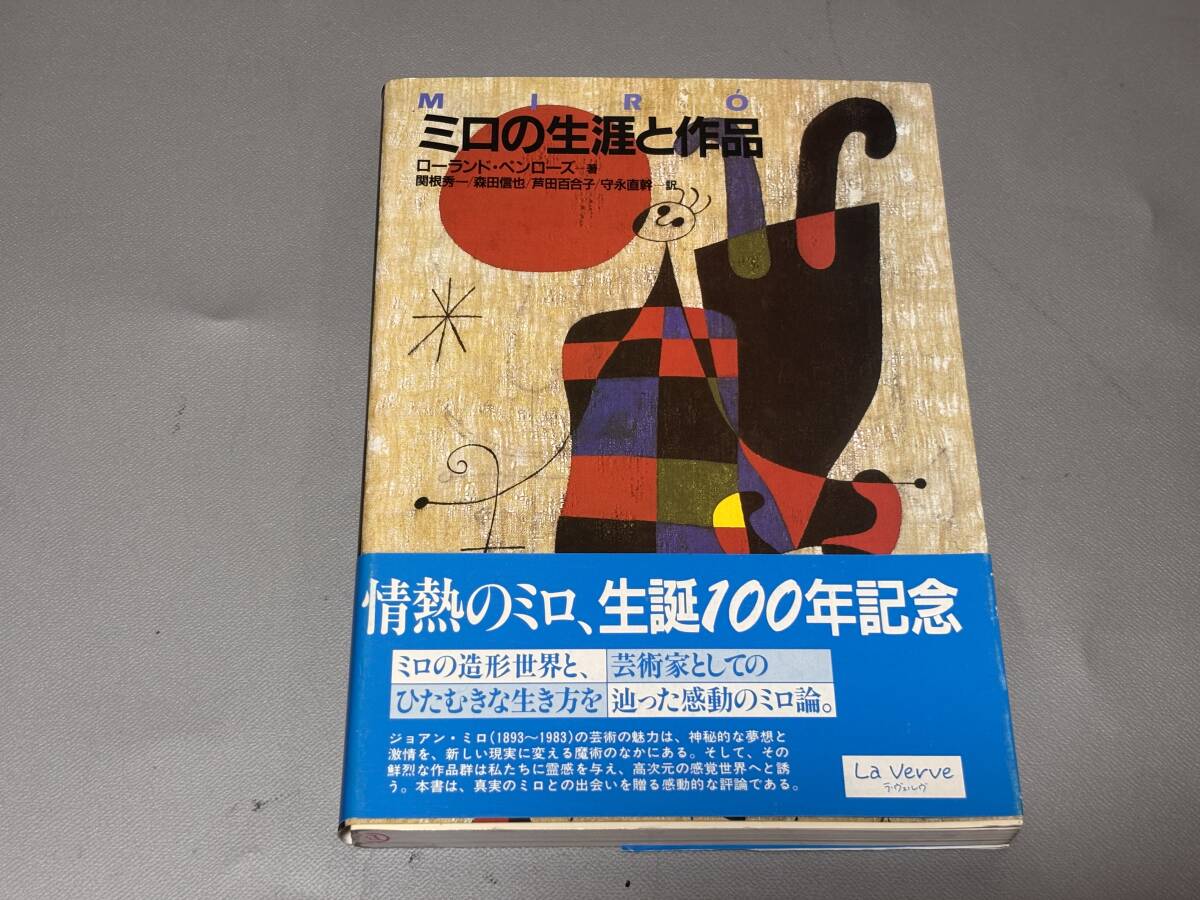 MIRÓ
ミロの生涯と作品
ローランド・ペンローズ―著
関根秀一/森田信也/芦田百合子/守永直幹―訳
情熱のミロ、生誕100年記念
ミロの造形世界と、芸術家としての
ひたむきな生き方を辿った感動のミロ論。
ジョアン・ミロ(1893〜1983)の芸術の魅力は、神秘的な夢想と
激情を、新しい現実に変える魔術のなかにある。そして、その
鮮烈な作品群は私たちに霊感を与え、高次元の感覚世界へと誘
う。本書は、真実のミロとの出会いを贈る感動的な評論である。
La Verve
ラ・ヴェルヴ